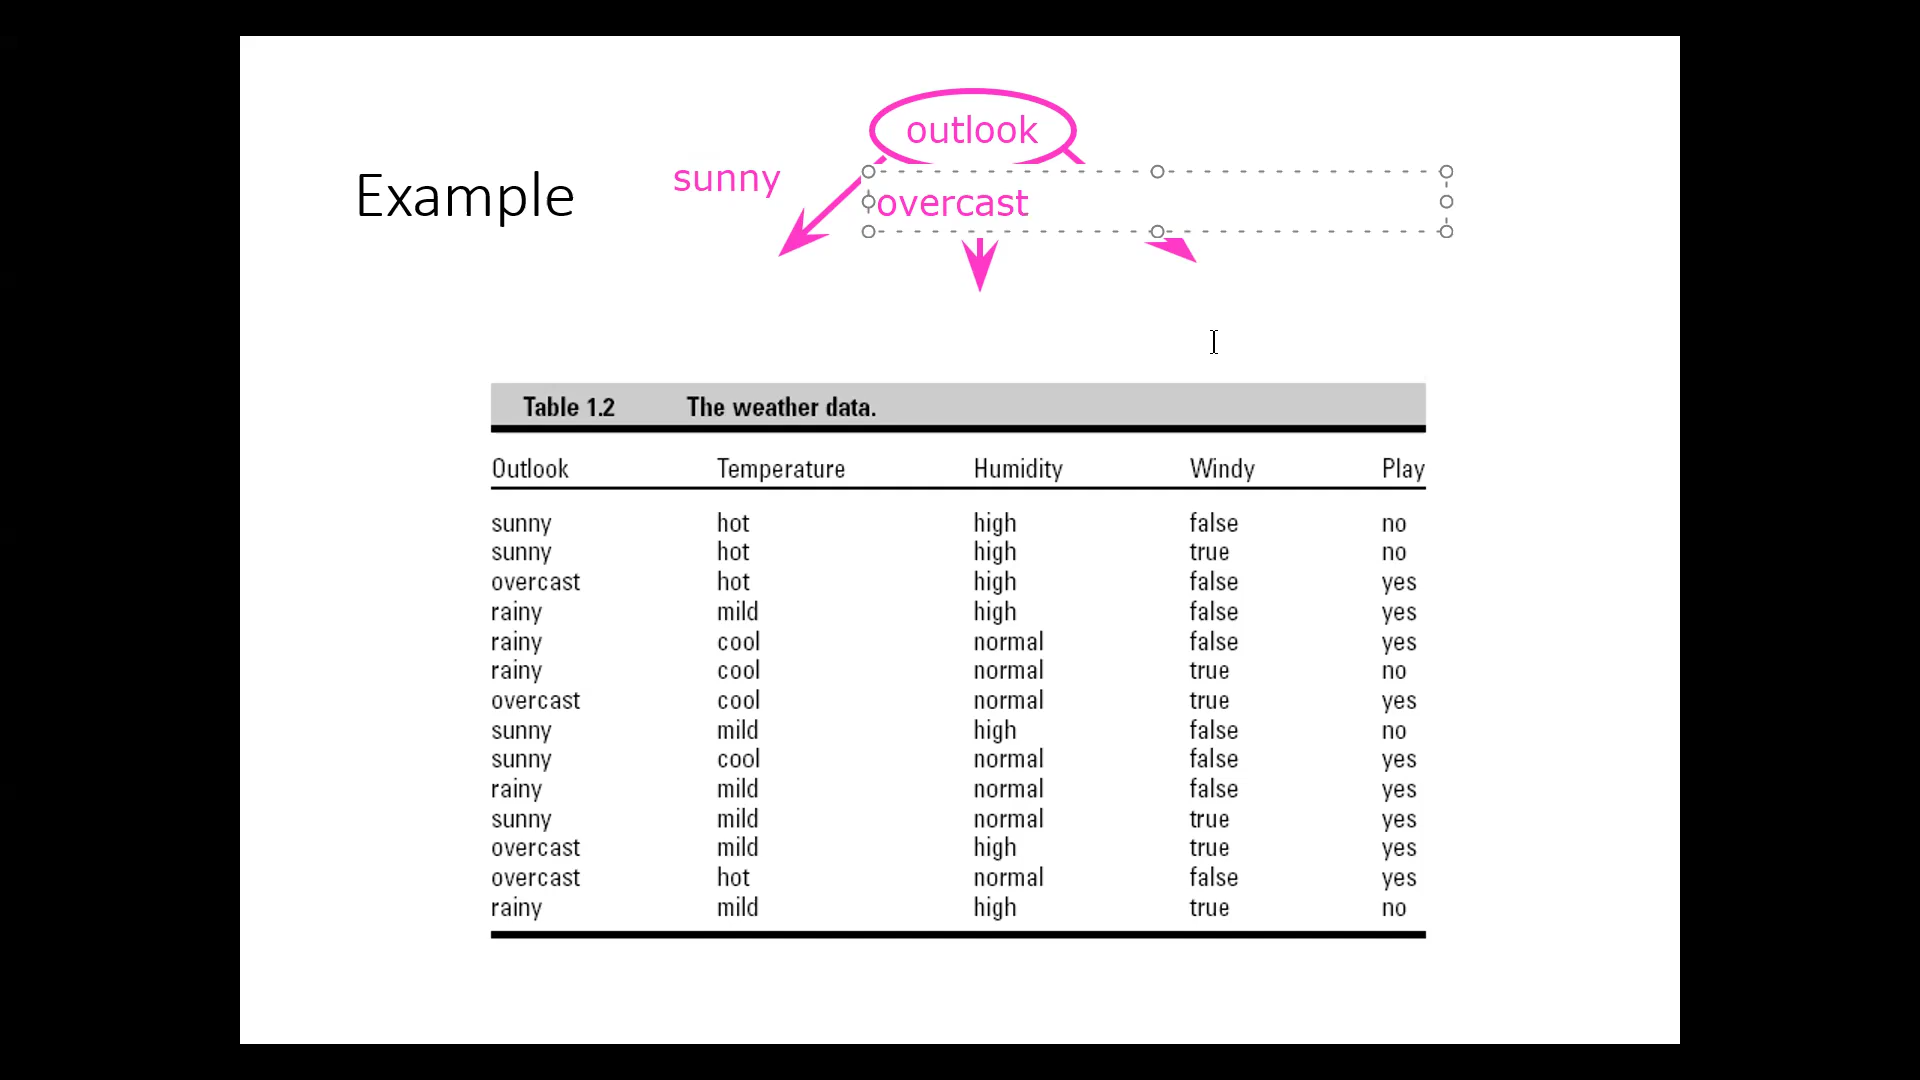 outlook
sunny
Example
overcast
Table 1.2 The weather data.
Outlook Temperature Humidity Windy Play
sunny hot high false no
sunny hot high true no
overcast hot high false yes
rainy mild high false yes
rainy cool normal false yes
rainy cool normal true no
overcast cool normal true yes
sunny mild high false no
sunny cool normal false yes
rainy mild normal false yes
sunny mild normal true yes
overcast mild high true yes
overcast hot normal false yes
rainy mild high true no